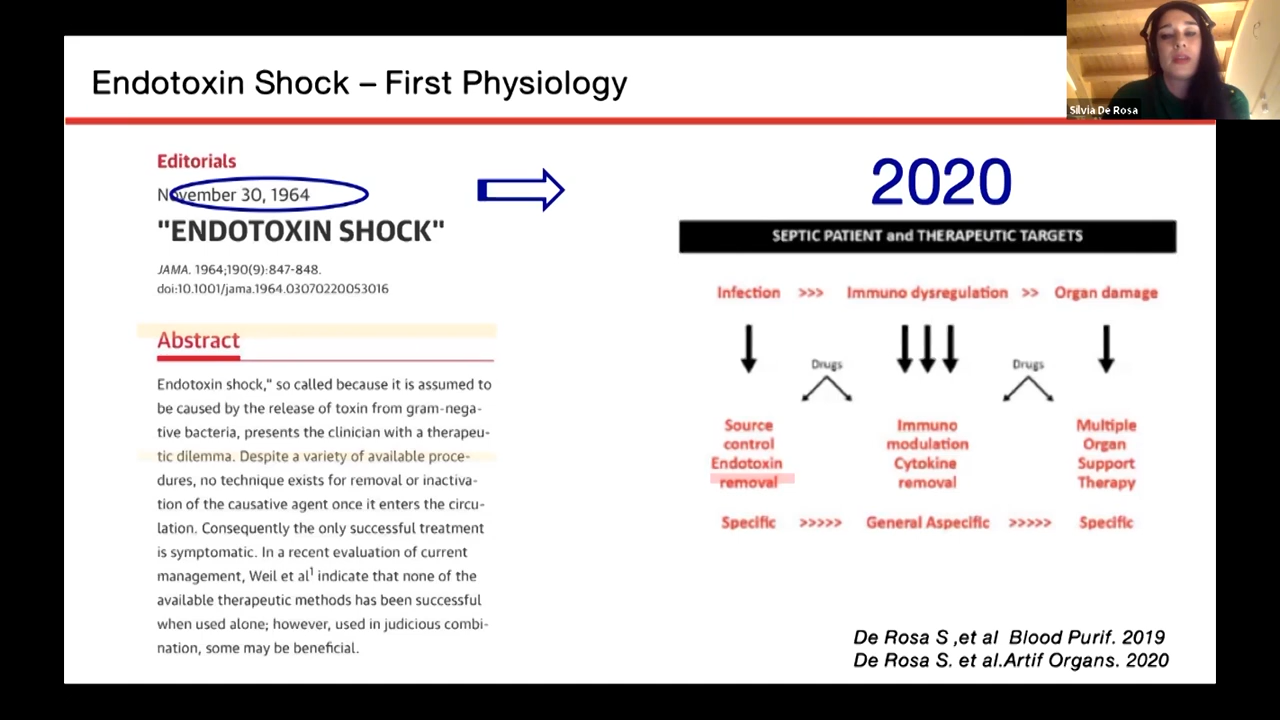 Endotoxin Shock – First Physiology
Silvia De Rosa
Editorials
November 30, 1964
"ENDOTOXIN SHOCK"
JAMA. 1964;190(9):847-848.
doi:10.1001/jama.1964.03070220053016
Abstract
Endotoxin shock," so called because it is assumed to
be caused by the release of toxin from gram-nega-
tive bacteria, presents the clinician with a therapeu-
tic dilemma. Despite a variety of available proce-
dures, no technique exists for removal or inactiva-
tion of the causative agent once it enters the circu-
lation. Consequently the only successful treatment
is symptomatic. In a recent evaluation of current
management, Weil et al1 indicate that none of the
available therapeutic methods has been successful
when used alone; however, used in judicious combi-
nation, some may be beneficial.
2020
SEPTIC PATIENT and THERAPEUTIC TARGETS
Infection >>> Immuno dysregulation >> Organ damage
Drugs Drugs
Source
control
Endotoxin
removal
Immuno
modulation
Cytokine
removal
Multiple
Organ
Support
Therapy
Specific >>>>> General Aspecific >>>>> Specific
De Rosa S ,et al Blood Purif. 2019
De Rosa S. et al.Artif Organs. 2020